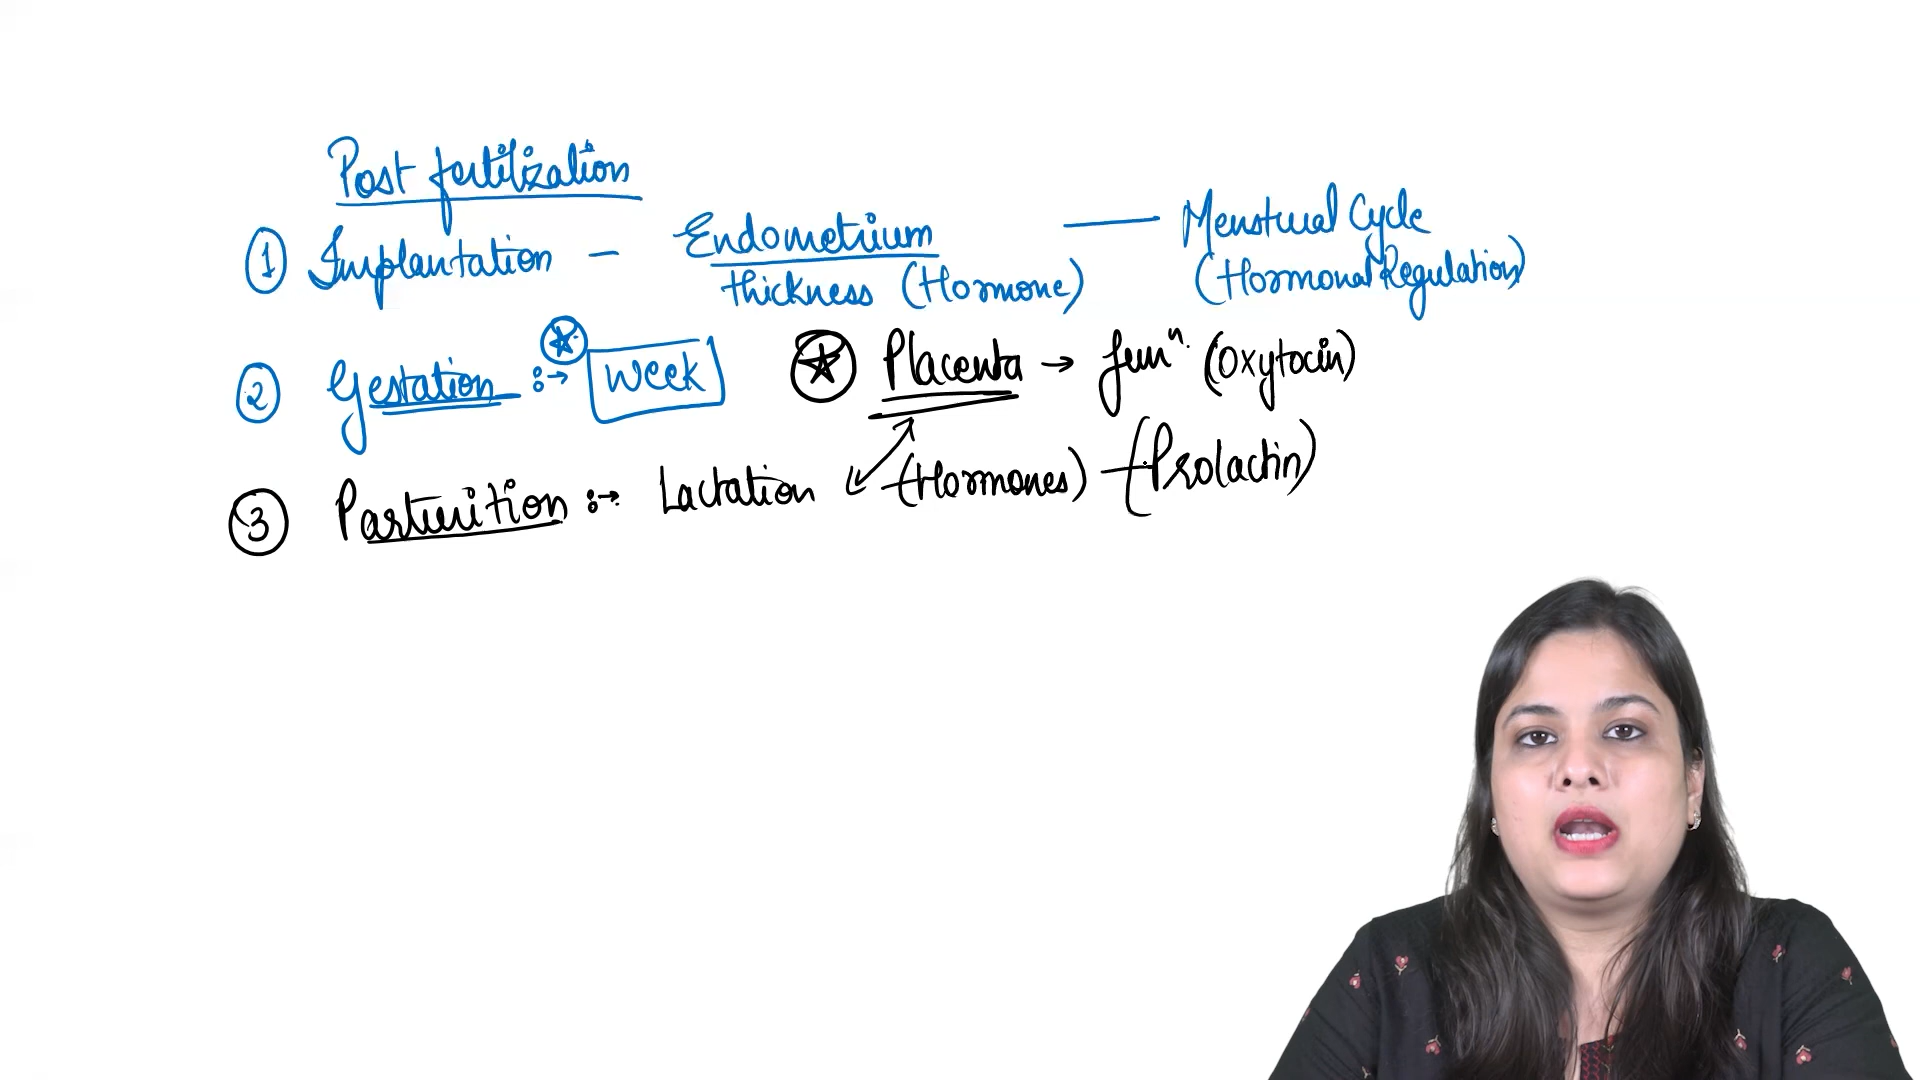 Post fertilization
① Implantation - Endometrium — Menstrual Cycle
thickness (Hormone) (Hormonal Regulation)
② Gestation :→ Week ★ Placenta → funⁿ. (Oxytocin)
③ Parturition :→ Lactation (Hormones) - (Prolactin)